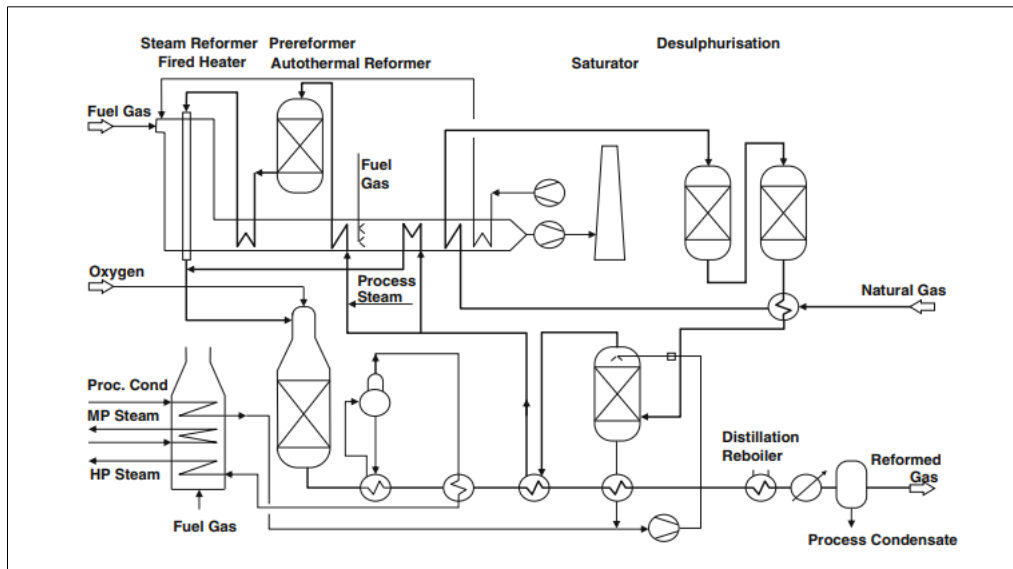 Steam Reformer
Fired Heater
Prereformer
Autothermal Reformer
Desulphurisation
Saturator
Fuel Gas
Fuel
Gas
Oxygen
Process
Steam
Natural Gas
Proc. Cond
MP Steam
HP Steam
Distillation
Reboiler
Reformed
Gas
Fuel Gas
Process Condensate